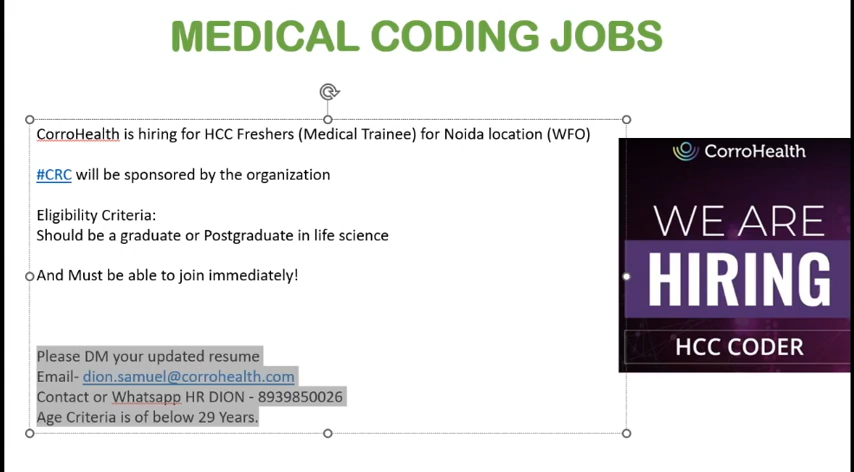 MEDICAL CODING JOBS
CorroHealth is hiring for HCC Freshers (Medical Trainee) for Noida location (WFO)
#CRC will be sponsored by the organization
Eligibility Criteria:
Should be a graduate or Postgraduate in life science
And Must be able to join immediately!
Please DM your updated resume
Email- dion.samuel@corrohealth.com
Contact or Whatsapp HR DION - 8939850026
Age Criteria is of below 29 Years.
CorroHealth
WE ARE
HIRING
HCC CODER